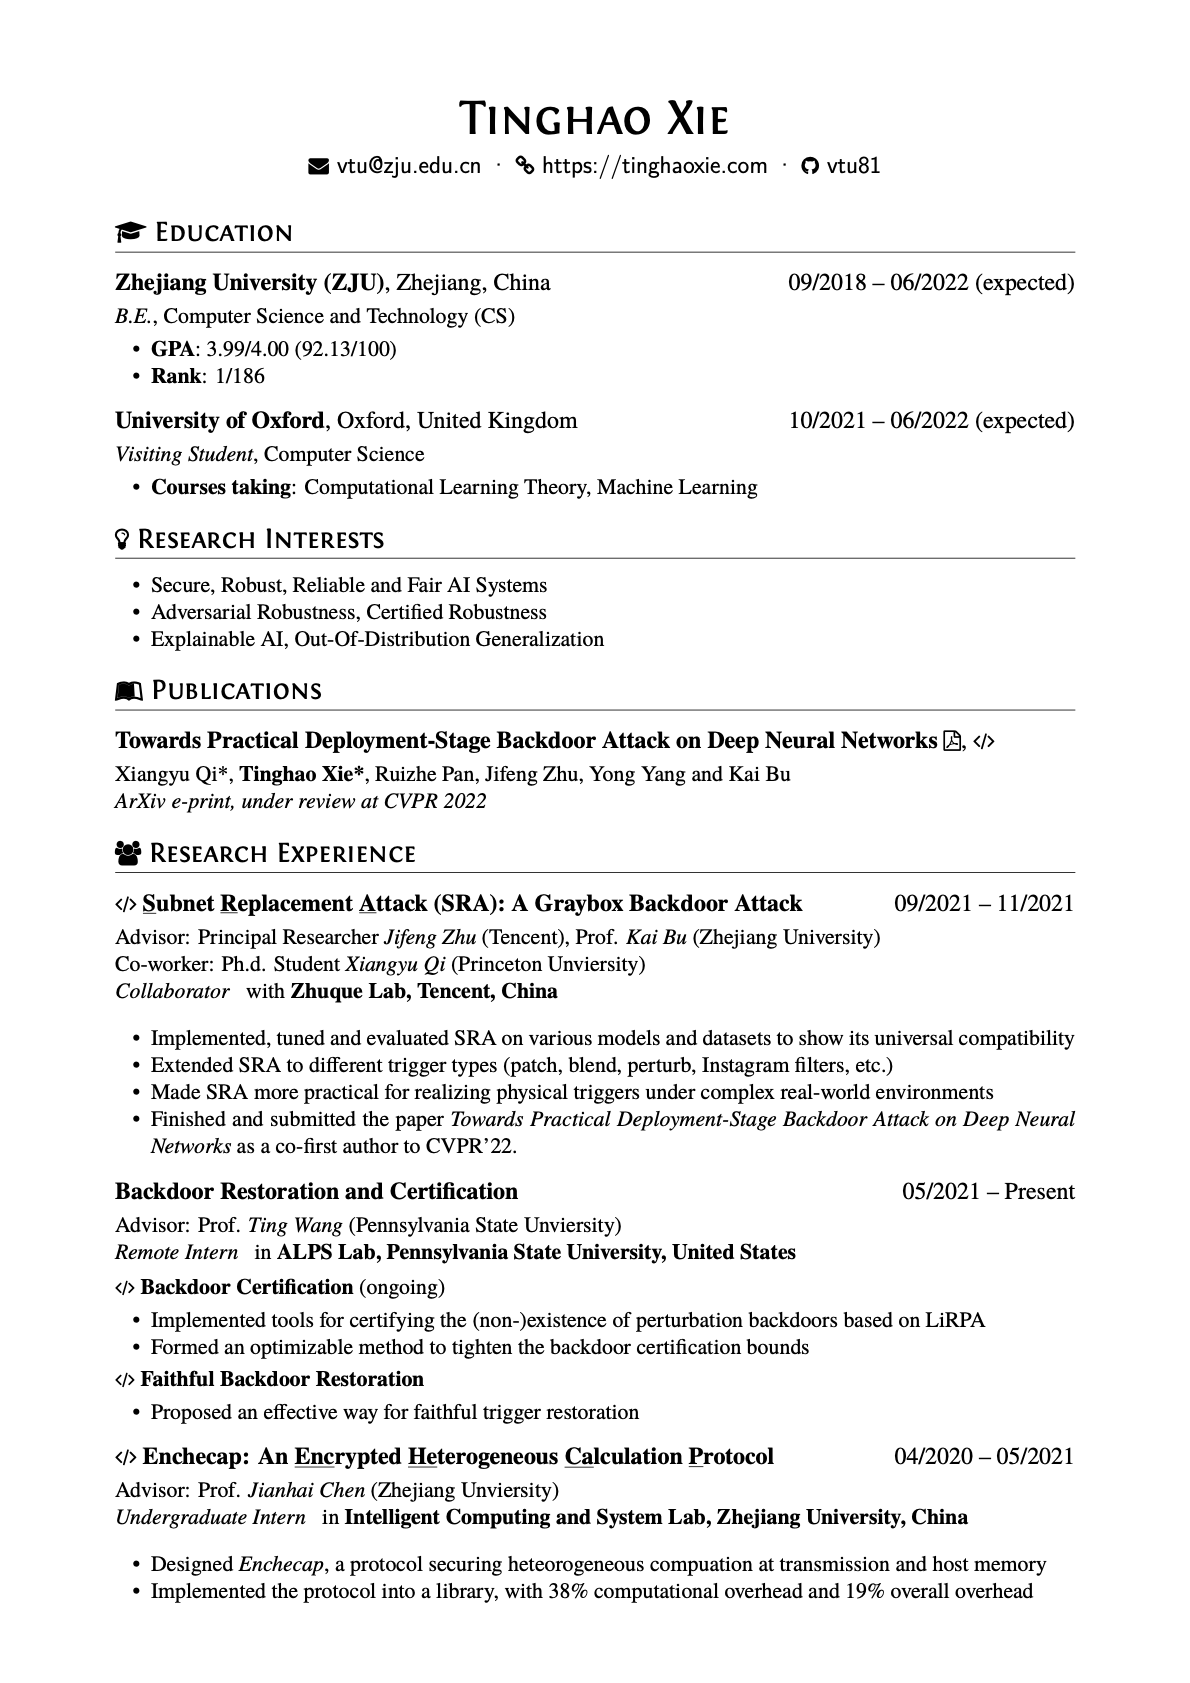 Tinghao Xie
vtu@zju.edu.cn · https://tinghaoxie.com · vtu81
Education
Zhejiang University (ZJU), Zhejiang, China 09/2018 – 06/2022 (expected)
B.E., Computer Science and Technology (CS)
• GPA: 3.99/4.00 (92.13/100)
• Rank: 1/186
University of Oxford, Oxford, United Kingdom 10/2021 – 06/2022 (expected)
Visiting Student, Computer Science
• Courses taking: Computational Learning Theory, Machine Learning
Research Interests
• Secure, Robust, Reliable and Fair AI Systems
• Adversarial Robustness, Certified Robustness
• Explainable AI, Out-Of-Distribution Generalization
Publications
Towards Practical Deployment-Stage Backdoor Attack on Deep Neural Networks , </>
Xiangyu Qi*, Tinghao Xie*, Ruizhe Pan, Jifeng Zhu, Yong Yang and Kai Bu
ArXiv e-print, under review at CVPR 2022
Research Experience
</> Subnet Replacement Attack (SRA): A Graybox Backdoor Attack 09/2021 – 11/2021
Advisor: Principal Researcher Jifeng Zhu (Tencent), Prof. Kai Bu (Zhejiang University)
Co-worker: Ph.d. Student Xiangyu Qi (Princeton Unviersity)
Collaborator with Zhuque Lab, Tencent, China
• Implemented, tuned and evaluated SRA on various models and datasets to show its universal compatibility
• Extended SRA to different trigger types (patch, blend, perturb, Instagram filters, etc.)
• Made SRA more practical for realizing physical triggers under complex real-world environments
• Finished and submitted the paper Towards Practical Deployment-Stage Backdoor Attack on Deep Neural
Networks as a co-first author to CVPR'22.
Backdoor Restoration and Certification 05/2021 – Present
Advisor: Prof. Ting Wang (Pennsylvania State Unviersity)
Remote Intern in ALPS Lab, Pennsylvania State University, United States
</> Backdoor Certification (ongoing)
• Implemented tools for certifying the (non-)existence of perturbation backdoors based on LiRPA
• Formed an optimizable method to tighten the backdoor certification bounds
</> Faithful Backdoor Restoration
• Proposed an effective way for faithful trigger restoration
</> Enchecap: An Encrypted Heterogeneous Calculation Protocol 04/2020 – 05/2021
Advisor: Prof. Jianhai Chen (Zhejiang Unviersity)
Undergraduate Intern in Intelligent Computing and System Lab, Zhejiang University, China
• Designed Enchecap, a protocol securing heteorogeneous compuation at transmission and host memory
• Implemented the protocol into a library, with 38% computational overhead and 19% overall overhead